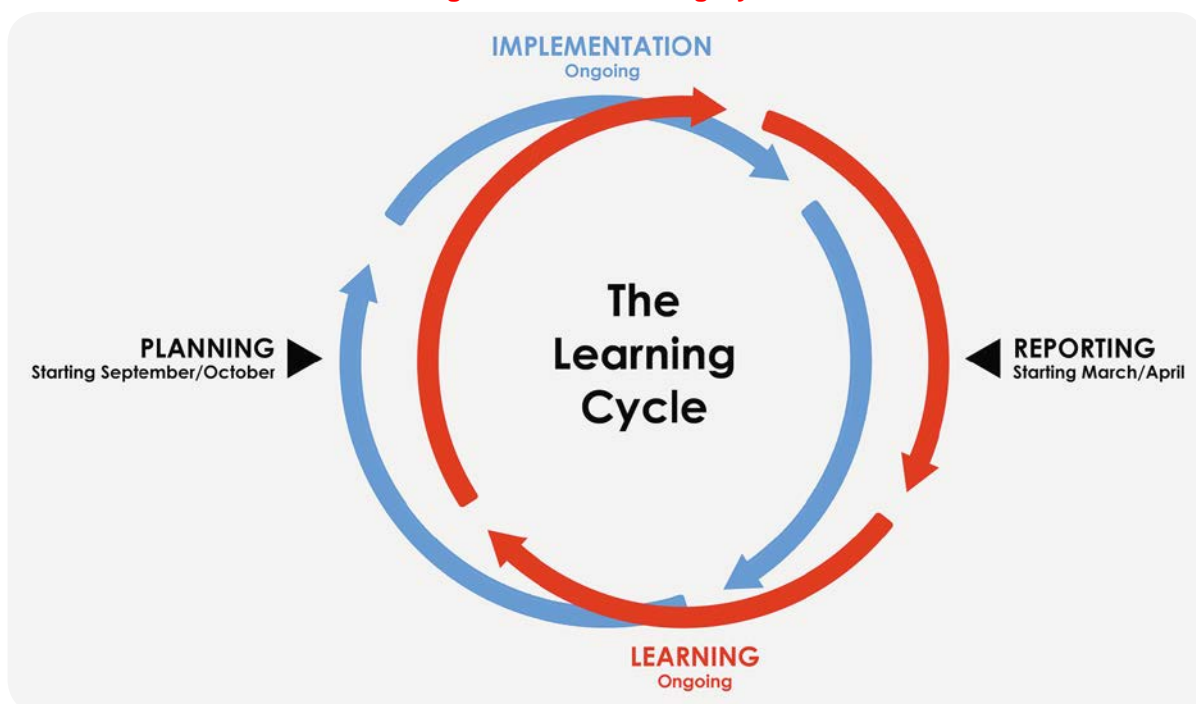 IMPLEMENTATION
Ongoing
The
Learning
Cycle
PLANNING
Starting September/October
REPORTING
Starting March/April
LEARNING
Ongoing